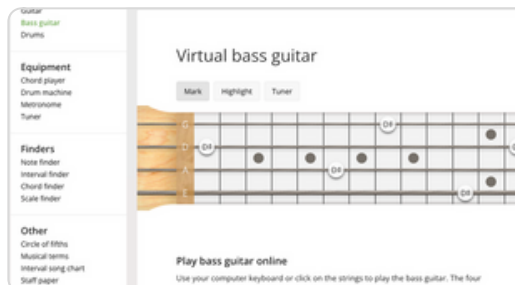 Guitar
Bass guitar
Drums
Equipment
Chord player
Drum machine
Metronome
Tuner
Finders
Note finder
Interval finder
Chord finder
Scale finder
Other
Circle of fifths
Musical terms
Interval song chart
Staff paper
Virtual bass guitar
Mark Highlight Tuner
G D#
D D# D
A D#
E D#
Play bass guitar online
Use your computer keyboard or click on the strings to play the bass guitar. The four